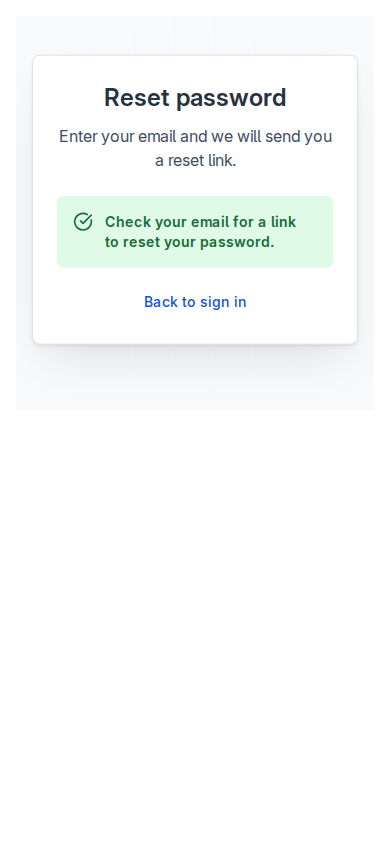 Reset password
Enter your email and we will send you
a reset link.
Check your email for a link
to reset your password.
Back to sign in